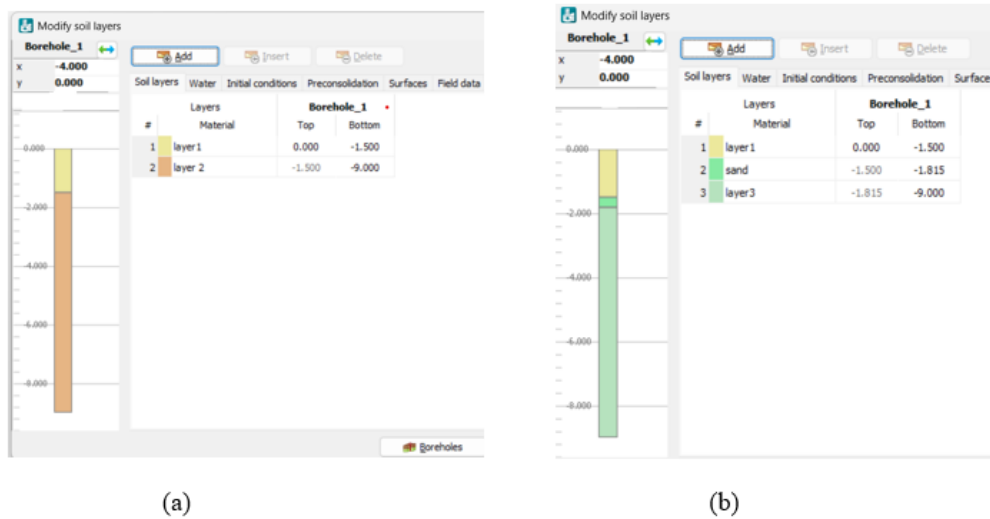 Modify soil layers
Borehole_1
x -4.000
y 0.000
Add Insert Delete
Soil layers Water Initial conditions Preconsolidation Surfaces Field data
Layers Borehole_1
# Material Top Bottom
1 layer1 0.000 -1.500
2 layer 2 -1.500 -9.000
0.000
-2.000
-4.000
-6.000
-8.000
Boreholes
(a)
Modify soil layers
Borehole_1
x -4.000
y 0.000
Add Insert Delete
Soil layers Water Initial conditions Preconsolidation Surface
Layers Borehole_1
# Material Top Bottom
1 layer1 0.000 -1.500
2 sand -1.500 -1.815
3 layer3 -1.815 -9.000
0.000
-2.000
-4.000
-6.000
-8.000
(b)